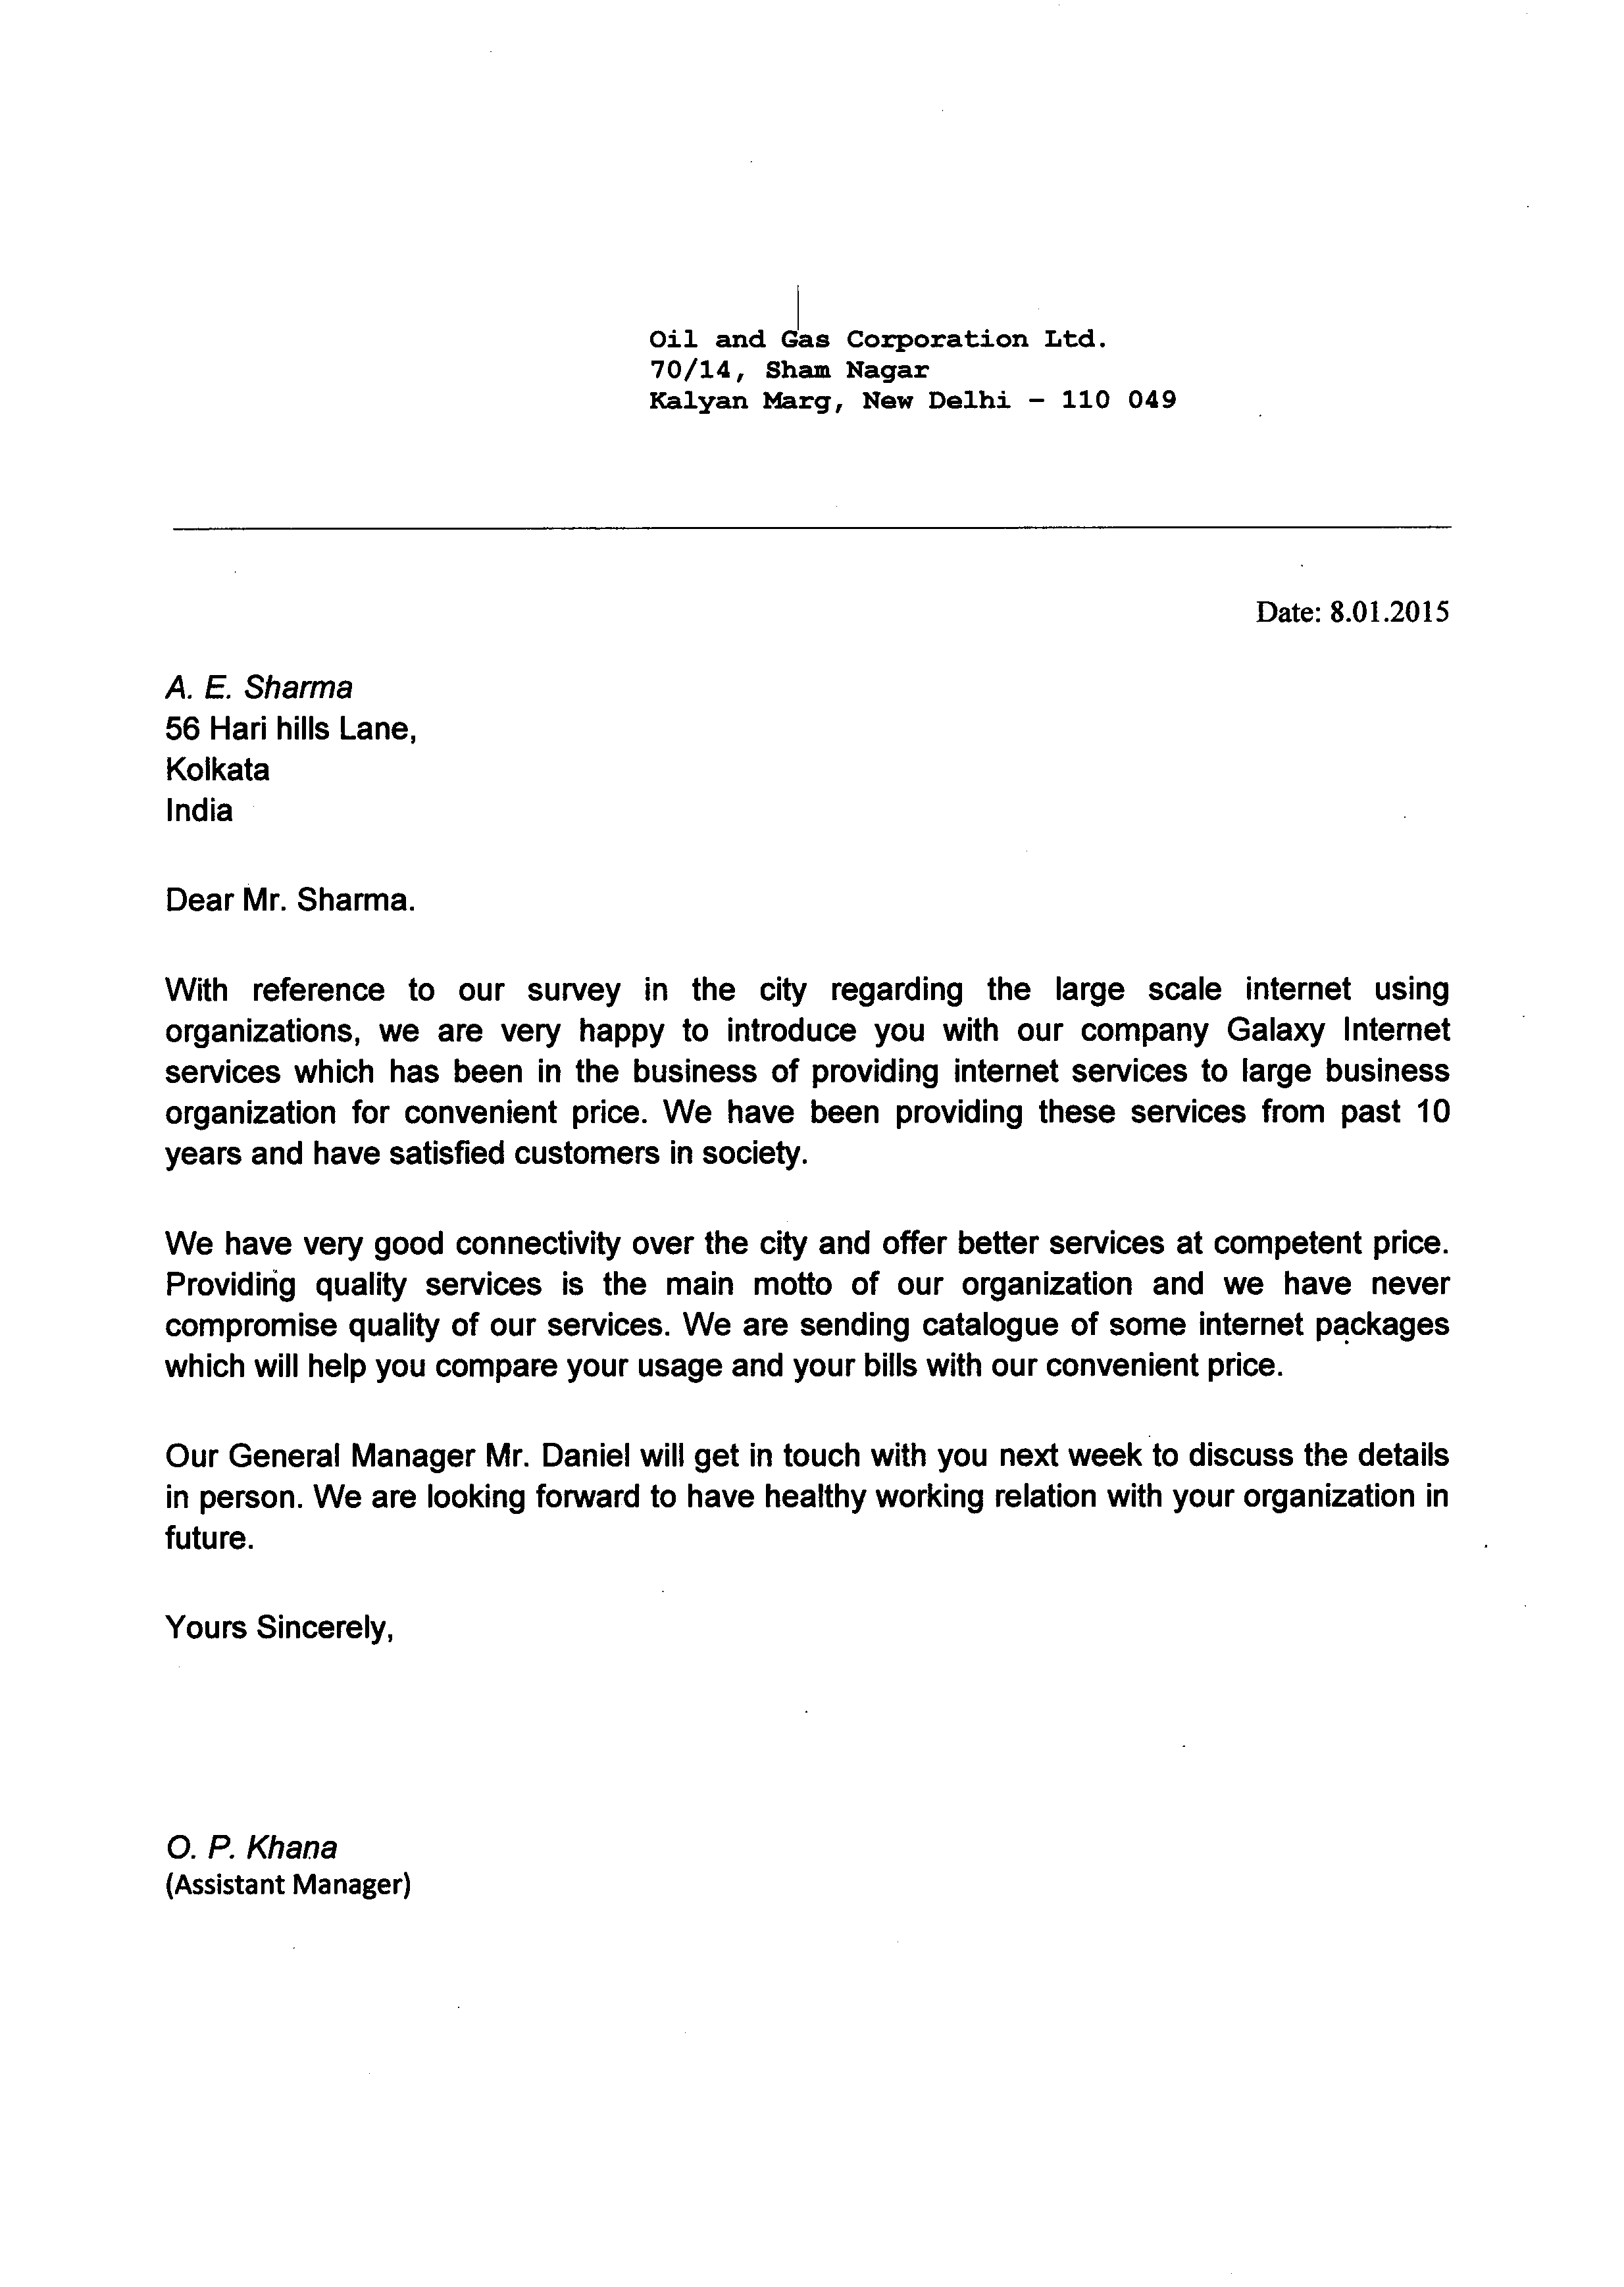 Oil and Gas Corporation Ltd.
70/14, Sham Nagar
Kalyan Marg, New Delhi – 110 049
Date: 8.01.2015
A. E. Sharma
56 Hari hills Lane,
Kolkata
India
Dear Mr. Sharma.
With reference to our survey in the city regarding the large scale internet using
organizations, we are very happy to introduce you with our company Galaxy Internet
services which has been in the business of providing internet services to large business
organization for convenient price. We have been providing these services from past 10
years and have satisfied customers in society.
We have very good connectivity over the city and offer better services at competent price.
Providing quality services is the main motto of our organization and we have never
compromise quality of our services. We are sending catalogue of some internet packages
which will help you compare your usage and your bills with our convenient price.
Our General Manager Mr. Daniel will get in touch with you next week to discuss the details
in person. We are looking forward to have healthy working relation with your organization in
future.
Yours Sincerely,
O. P. Khana
(Assistant Manager)